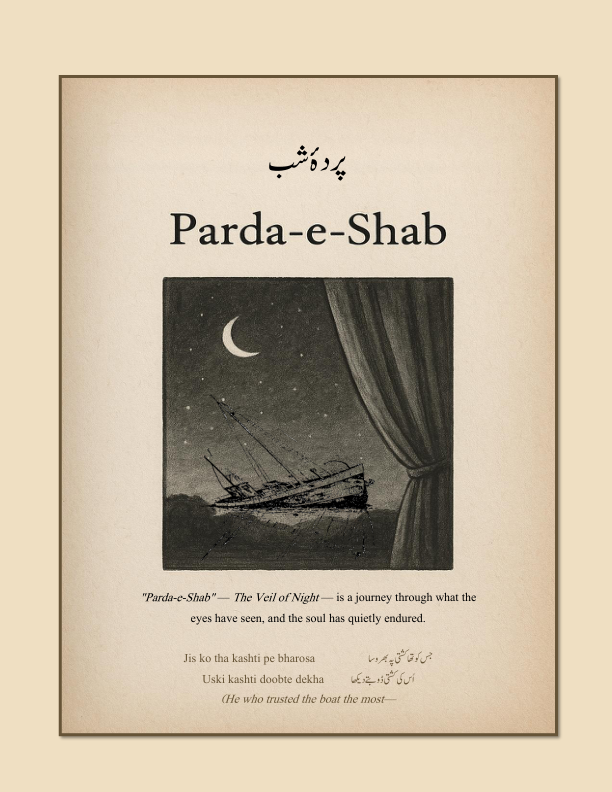 پردۂ شب
Parda-e-Shab
"Parda-e-Shab" — The Veil of Night — is a journey through what the
eyes have seen, and the soul has quietly endured.
Jis ko tha kashti pe bharosa جس کو تھا کشتی پہ بھروسا
Uski kashti doobte dekha اُس کی کشتی ڈوبتے دیکھا
(He who trusted the boat the most—